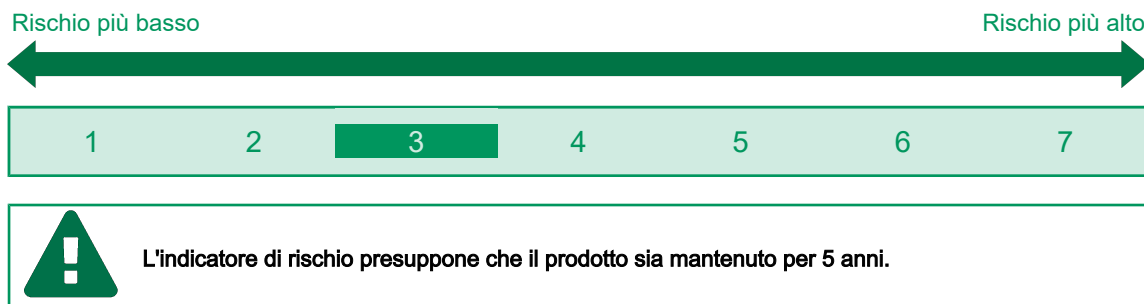 Rischio più basso Rischio più alto
1 2 3 4 5 6 7
L'indicatore di rischio presuppone che il prodotto sia mantenuto per 5 anni.